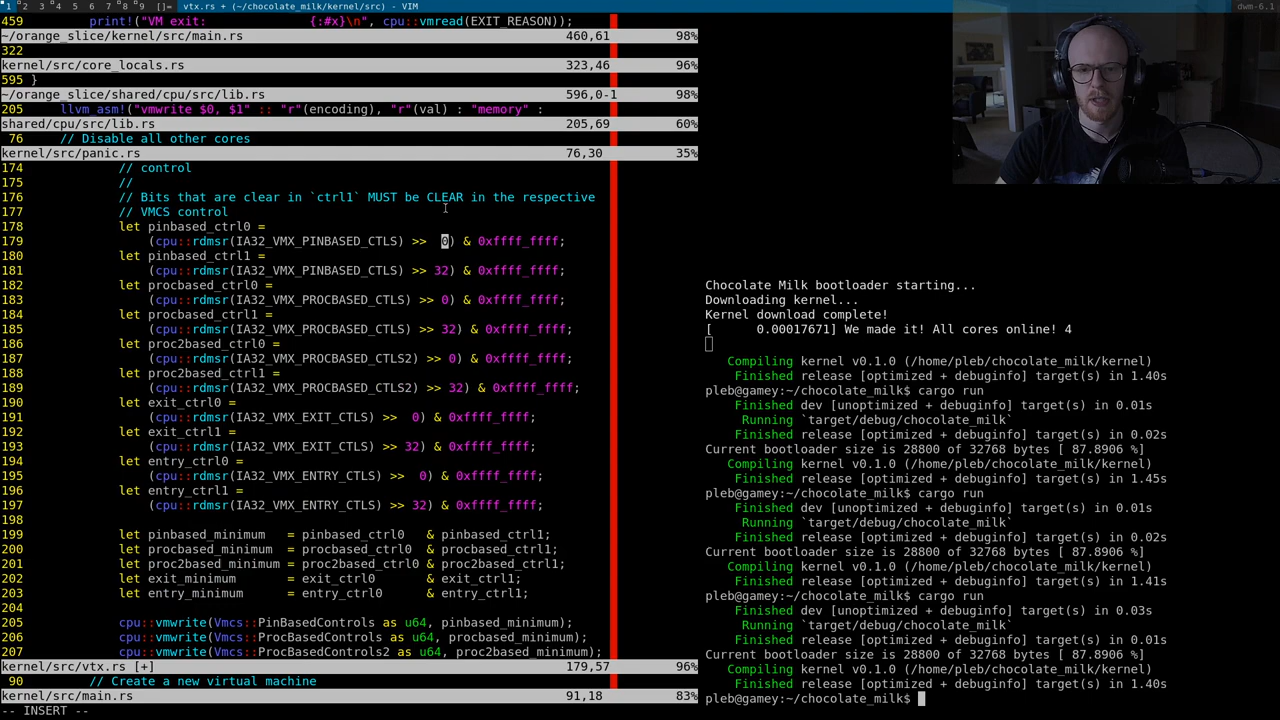 1 2 3 4 5 6 7 8 9 []= vtx.rs + (~/chocolate_milk/kernel/src) - VIM
dwm-6.1
459         print!("VM exit:              {:#x}\n", cpu::vmread(EXIT_REASON));
~/orange_slice/kernel/src/main.rs 460,61 98%
322
kernel/src/core_locals.rs 323,46 96%
595 }
~/orange_slice/shared/cpu/src/lib.rs 596,0-1 98%
205     llvm_asm!("vmwrite $0, $1" :: "r"(encoding), "r"(val) : "memory" :
shared/cpu/src/lib.rs 205,69 60%
76     // Disable all other cores
kernel/src/panic.rs 76,30 35%
174             // control
175             //
176             // Bits that are clear in `ctrl1` MUST be CLEAR in the respective
177             // VMCS control
178             let pinbased_ctrl0 =
179                 (cpu::rdmsr(IA32_VMX_PINBASED_CTLS) >>  0) & 0xffff_ffff;
180             let pinbased_ctrl1 =
181                 (cpu::rdmsr(IA32_VMX_PINBASED_CTLS) >> 32) & 0xffff_ffff;
182             let procbased_ctrl0 =
183                 (cpu::rdmsr(IA32_VMX_PROCBASED_CTLS) >> 0) & 0xffff_ffff;
184             let procbased_ctrl1 =
185                 (cpu::rdmsr(IA32_VMX_PROCBASED_CTLS) >> 32) & 0xffff_ffff;
186             let proc2based_ctrl0 =
187                 (cpu::rdmsr(IA32_VMX_PROCBASED_CTLS2) >> 0) & 0xffff_ffff;
188             let proc2based_ctrl1 =
189                 (cpu::rdmsr(IA32_VMX_PROCBASED_CTLS2) >> 32) & 0xffff_ffff;
190             let exit_ctrl0 =
191                 (cpu::rdmsr(IA32_VMX_EXIT_CTLS) >>  0) & 0xffff_ffff;
192             let exit_ctrl1 =
193                 (cpu::rdmsr(IA32_VMX_EXIT_CTLS) >> 32) & 0xffff_ffff;
194             let entry_ctrl0 =
195                 (cpu::rdmsr(IA32_VMX_ENTRY_CTLS) >>  0) & 0xffff_ffff;
196             let entry_ctrl1 =
197                 (cpu::rdmsr(IA32_VMX_ENTRY_CTLS) >> 32) & 0xffff_ffff;
198
199             let pinbased_minimum   = pinbased_ctrl0   & pinbased_ctrl1;
200             let procbased_minimum  = procbased_ctrl0  & procbased_ctrl1;
201             let proc2based_minimum = proc2based_ctrl0 & proc2based_ctrl1;
202             let exit_minimum       = exit_ctrl0       & exit_ctrl1;
203             let entry_minimum      = entry_ctrl0      & entry_ctrl1;
204
205             cpu::vmwrite(Vmcs::PinBasedControls as u64, pinbased_minimum);
206             cpu::vmwrite(Vmcs::ProcBasedControls as u64, procbased_minimum);
207             cpu::vmwrite(Vmcs::ProcBasedControls2 as u64, proc2based_minimum);
kernel/src/vtx.rs [+] 179,57 96%
90         // Create a new virtual machine
kernel/src/main.rs 91,18 83%
-- INSERT --
Chocolate Milk bootloader starting...
Downloading kernel...
Kernel download complete!
[      0.00017671] We made it! All cores online! 4
Compiling kernel v0.1.0 (/home/pleb/chocolate_milk/kernel)
Finished release [optimized + debuginfo] target(s) in 1.40s
pleb@gamey:~/chocolate_milk$ cargo run
Finished dev [unoptimized + debuginfo] target(s) in 0.01s
Running `target/debug/chocolate_milk`
Finished release [optimized + debuginfo] target(s) in 0.02s
Current bootloader size is 28800 of 32768 bytes [ 87.8906 %]
Compiling kernel v0.1.0 (/home/pleb/chocolate_milk/kernel)
Finished release [optimized + debuginfo] target(s) in 1.45s
pleb@gamey:~/chocolate_milk$ cargo run
Finished dev [unoptimized + debuginfo] target(s) in 0.01s
Running `target/debug/chocolate_milk`
Finished release [optimized + debuginfo] target(s) in 0.02s
Current bootloader size is 28800 of 32768 bytes [ 87.8906 %]
Compiling kernel v0.1.0 (/home/pleb/chocolate_milk/kernel)
Finished release [optimized + debuginfo] target(s) in 1.41s
pleb@gamey:~/chocolate_milk$ cargo run
Finished dev [unoptimized + debuginfo] target(s) in 0.03s
Running `target/debug/chocolate_milk`
Finished release [optimized + debuginfo] target(s) in 0.01s
Current bootloader size is 28800 of 32768 bytes [ 87.8906 %]
Compiling kernel v0.1.0 (/home/pleb/chocolate_milk/kernel)
Finished release [optimized + debuginfo] target(s) in 1.40s
pleb@gamey:~/chocolate_milk$